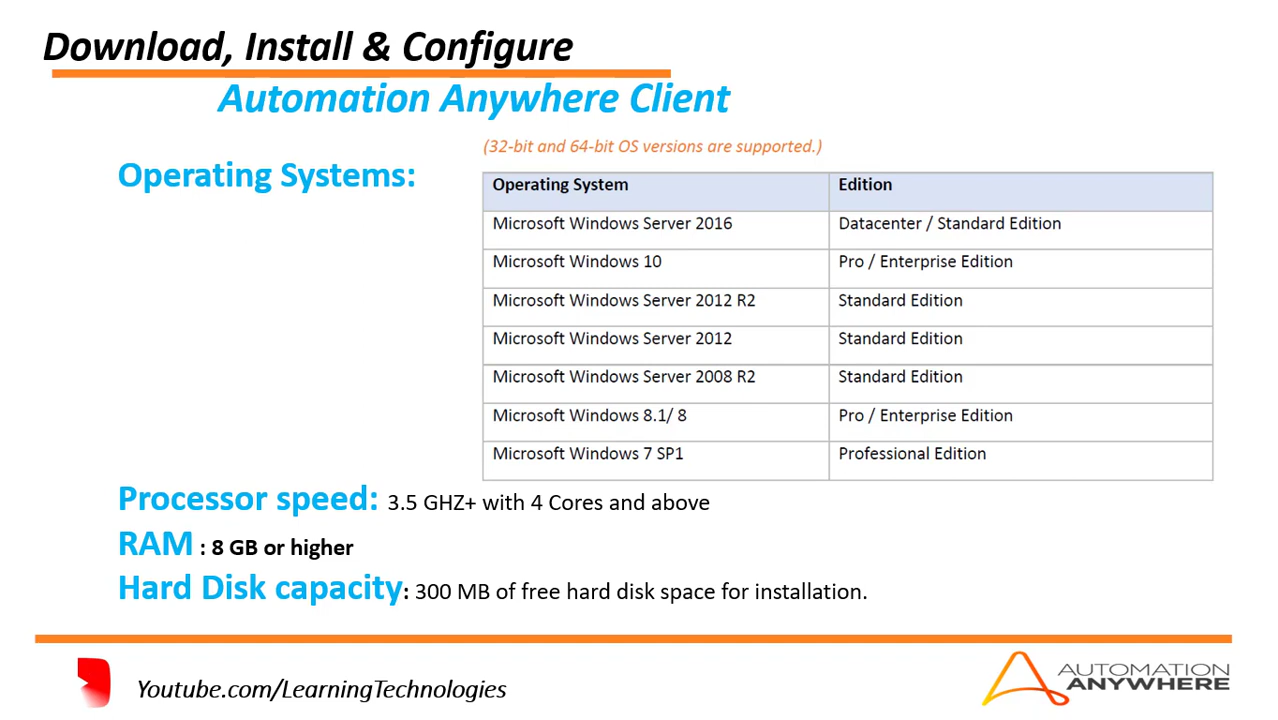 Download, Install & Configure
Automation Anywhere Client
(32-bit and 64-bit OS versions are supported.)
Operating Systems:
Operating System Edition
Microsoft Windows Server 2016 Datacenter / Standard Edition
Microsoft Windows 10 Pro / Enterprise Edition
Microsoft Windows Server 2012 R2 Standard Edition
Microsoft Windows Server 2012 Standard Edition
Microsoft Windows Server 2008 R2 Standard Edition
Microsoft Windows 8.1/ 8 Pro / Enterprise Edition
Microsoft Windows 7 SP1 Professional Edition
Processor speed: 3.5 GHZ+ with 4 Cores and above
RAM : 8 GB or higher
Hard Disk capacity: 300 MB of free hard disk space for installation.
Youtube.com/LearningTechnologies
AUTOMATION
ANYWHERE